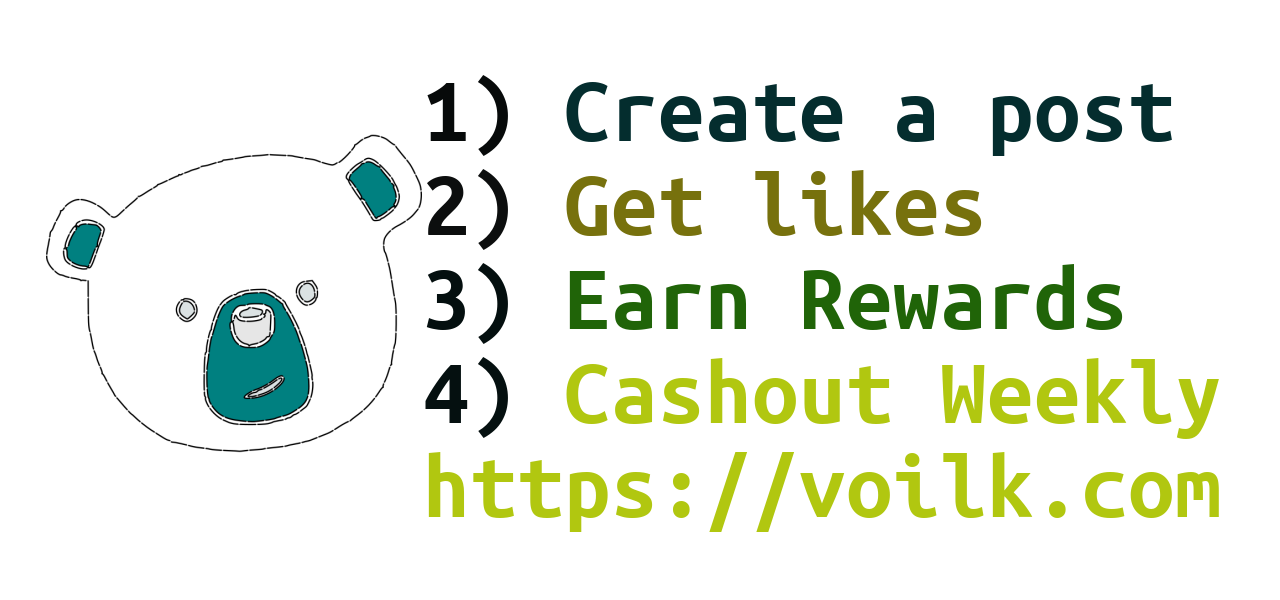 1) Create a post
2) Get likes
3) Earn Rewards
4) Cashout Weekly
https://voilk.com